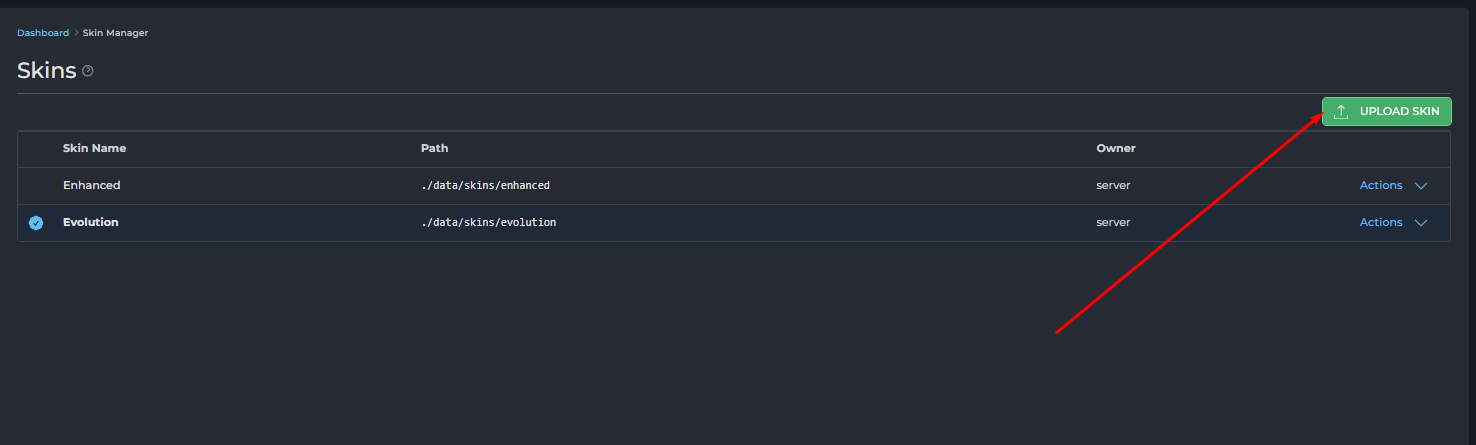 Dashboard > Skin Manager
Skins
UPLOAD SKIN
Skin Name Path Owner
Enhanced ./data/skins/enhanced server Actions
Evolution ./data/skins/evolution server Actions